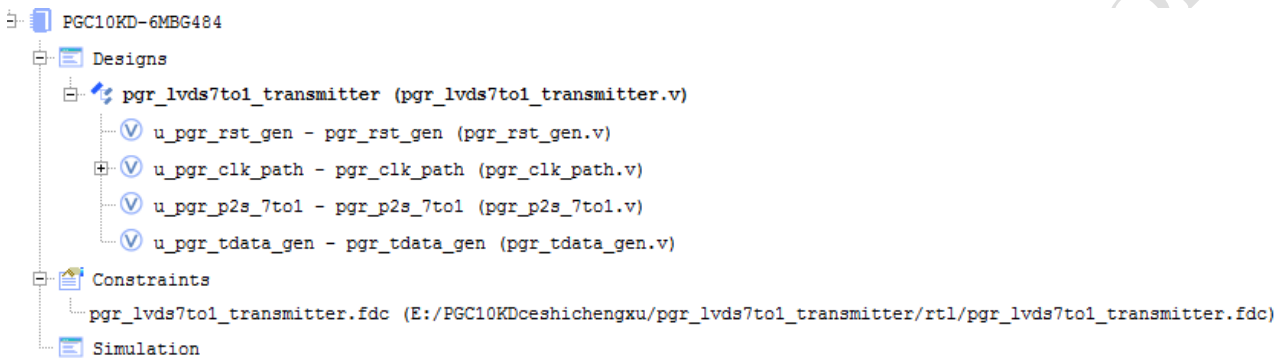 PGC10KD-6MBG484
Designs
pgr_lvds7to1_transmitter (pgr_lvds7to1_transmitter.v)
u_pgr_rst_gen - pgr_rst_gen (pgr_rst_gen.v)
u_pgr_clk_path - pgr_clk_path (pgr_clk_path.v)
u_pgr_p2s_7to1 - pgr_p2s_7to1 (pgr_p2s_7to1.v)
u_pgr_tdata_gen - pgr_tdata_gen (pgr_tdata_gen.v)
Constraints
pgr_lvds7to1_transmitter.fdc (E:/PGC10KDceshichengxu/pgr_lvds7to1_transmitter/rtl/pgr_lvds7to1_transmitter.fdc)
Simulation